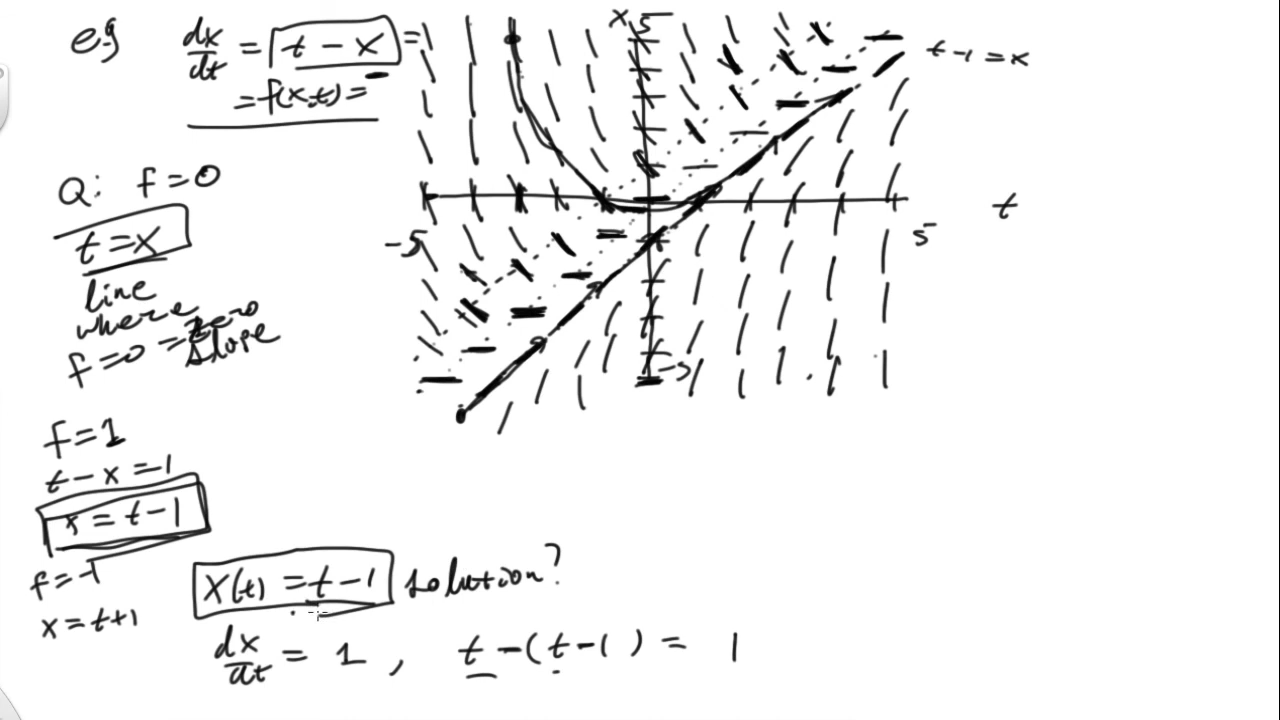 e.g dx/dt = t - x =
= f(x,t) =
Q: f = 0
t = x
line
where
f = 0 = zero
slope
f = 1
t - x = 1
x = t - 1
f = -1
x = t + 1
x 5
t - 1 = x
-5 5 t
-5
x(t) = t - 1 solution?
dx/dt = 1 , t - (t - 1) = 1